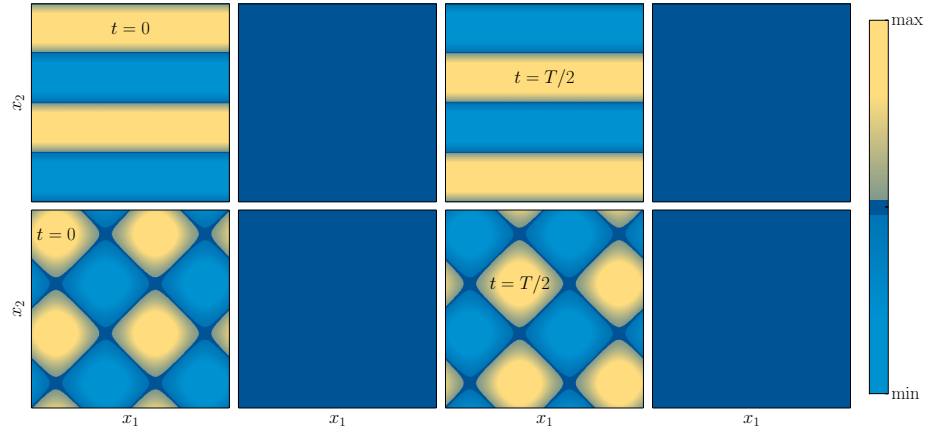 t = 0
t = T/2
max
x₂
t = 0
t = T/2
x₂
min
x₁
x₁
x₁
x₁